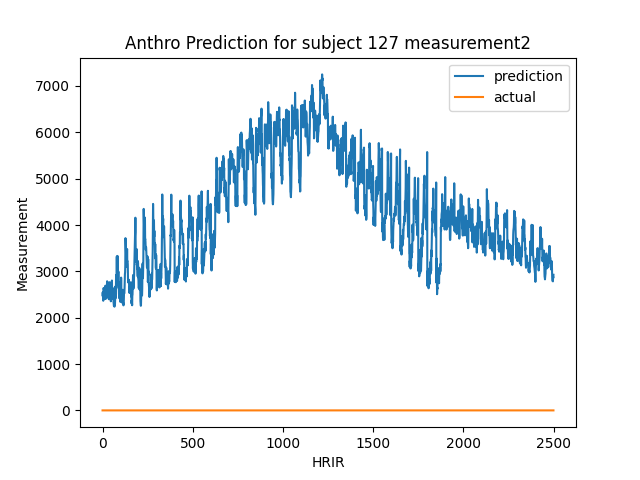 Anthro Prediction for subject 127 measurement2
prediction
actual
7000
6000
5000
4000
3000
2000
1000
0
Measurement
0
500
1000
1500
2000
2500
HRIR